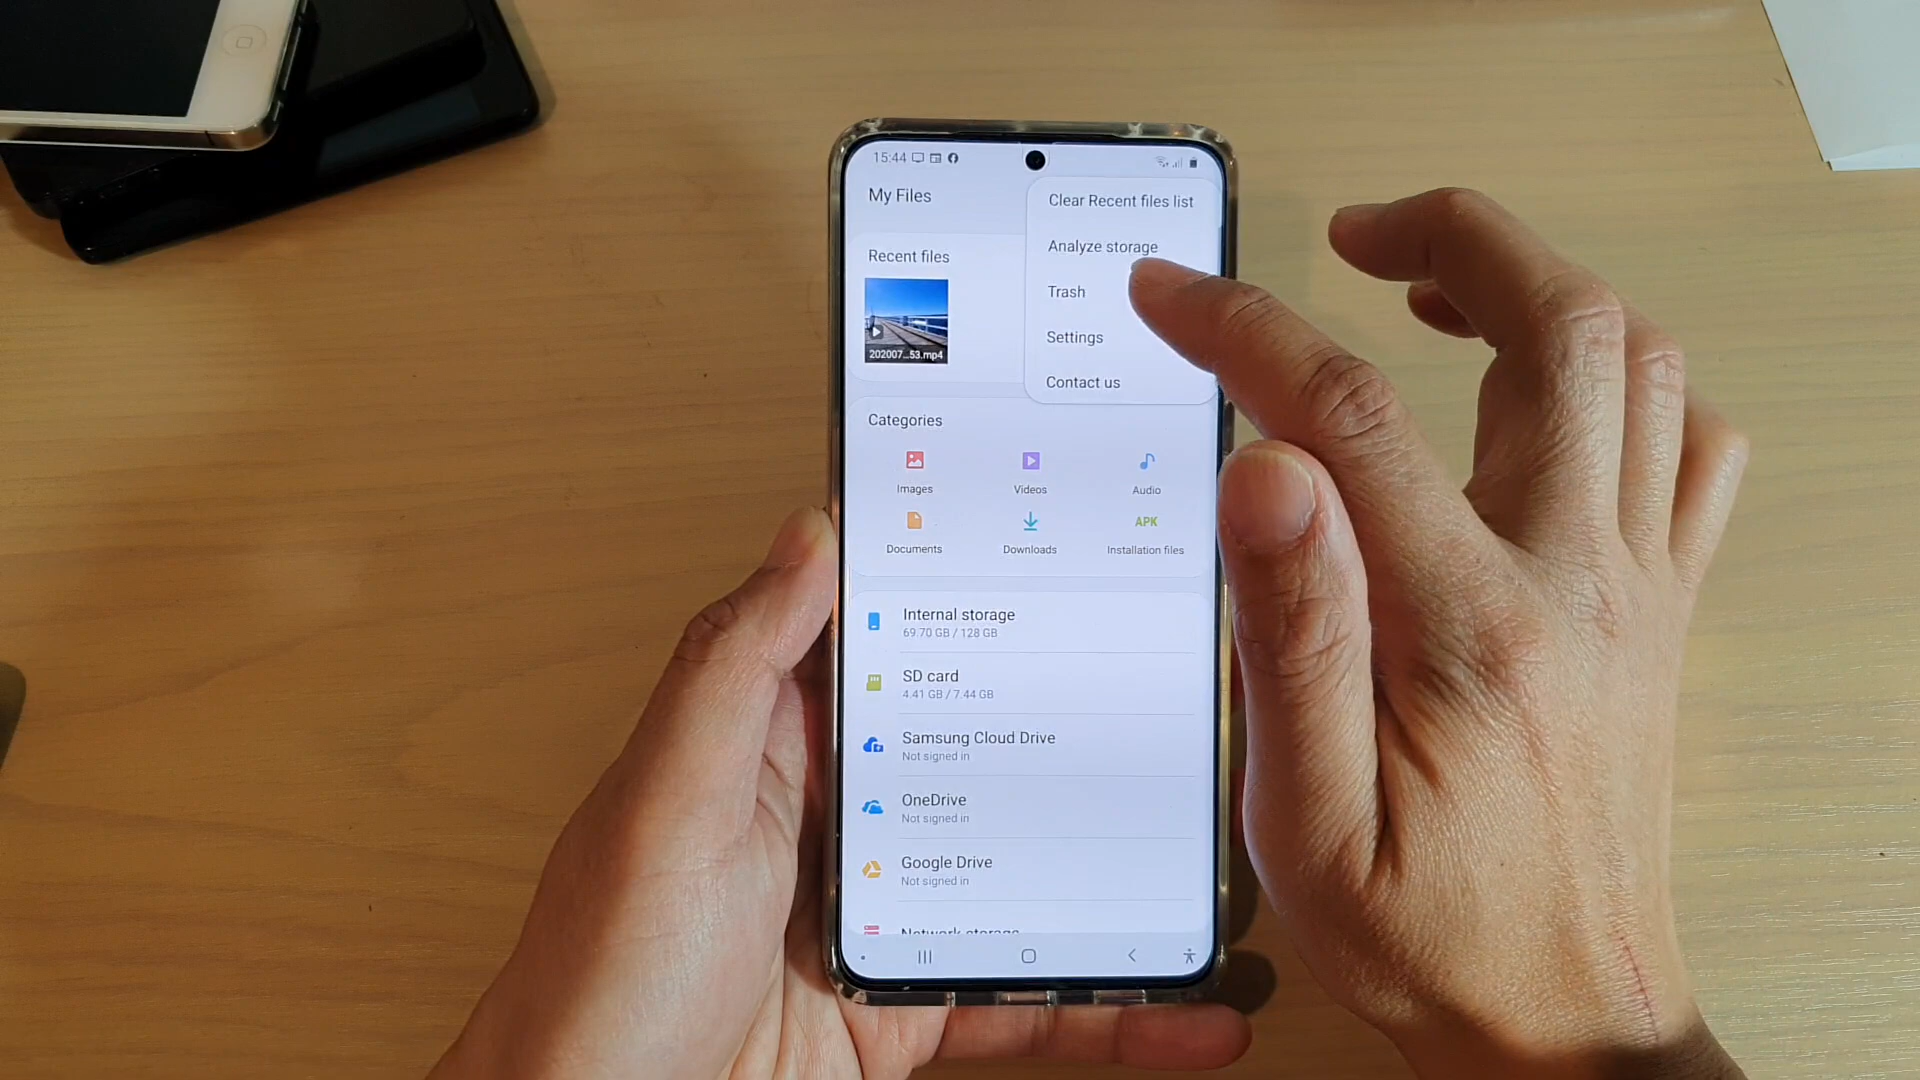 15:44
My Files
Clear Recent files list
Analyze storage
Trash
Settings
Contact us
Recent files
202007...53.mp4
Categories
Images
Videos
Audio
Documents
Downloads
APK
Installation files
Internal storage
69.70 GB / 128 GB
SD card
4.41 GB / 7.44 GB
Samsung Cloud Drive
Not signed in
OneDrive
Not signed in
Google Drive
Not signed in
Network storage